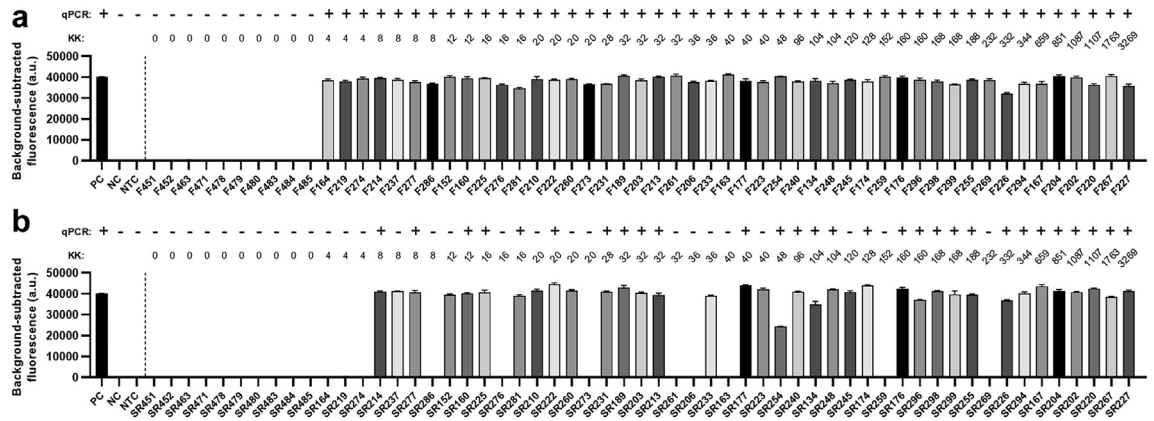 a
qPCR: + - - - - - - - - - - - - + + + + + + + + + + + + + + + + + + + + + + + + + + + + + + + + + + + + + + + + + + + + + + +
KK: 0 0 0 0 0 0 0 0 0 0 4 4 4 8 8 8 8 12 12 16 16 16 20 20 20 20 28 32 32 32 32 36 36 40 40 40 48 96 104 104 120 128 152 160 160 168 168 188 232 332 344 659 851 1087 1107 1763 3269
Background-subtracted
fluorescence (a.u.)
50000
40000
30000
20000
10000
0
PC NC NTC F451 F452 F463 F471 F478 F479 F480 F483 F484 F485 F164 F219 F274 F214 F237 F277 F286 F152 F160 F225 F276 F281 F210 F222 F260 F273 F231 F189 F203 F213 F261 F206 F233 F163 F177 F223 F254 F240 F134 F248 F245 F174 F259 F176 F296 F298 F299 F255 F269 F226 F294 F167 F204 F202 F220 F267 F227
b
qPCR: + - - - - - - - - - - - - - - - + - + - - + + - + - + - - + + + + - - - - + - + + + + - + - + + + + + - + + + + + + + +
KK: 0 0 0 0 0 0 0 0 0 0 4 4 4 8 8 8 8 12 12 16 16 16 20 20 20 20 28 32 32 32 32 36 36 40 40 40 48 96 104 104 120 128 152 160 160 168 168 188 232 332 344 659 851 1087 1107 1763 3269
Background-subtracted
fluorescence (a.u.)
50000
40000
30000
20000
10000
0
PC NC NTC SR451 SR452 SR463 SR471 SR478 SR479 SR480 SR483 SR484 SR485 SR164 SR219 SR274 SR214 SR237 SR277 SR286 SR152 SR160 SR225 SR276 SR281 SR210 SR222 SR260 SR273 SR231 SR189 SR203 SR213 SR261 SR206 SR233 SR163 SR177 SR223 SR254 SR240 SR134 SR248 SR245 SR174 SR259 SR176 SR296 SR298 SR299 SR255 SR269 SR226 SR294 SR167 SR204 SR202 SR220 SR267 SR227